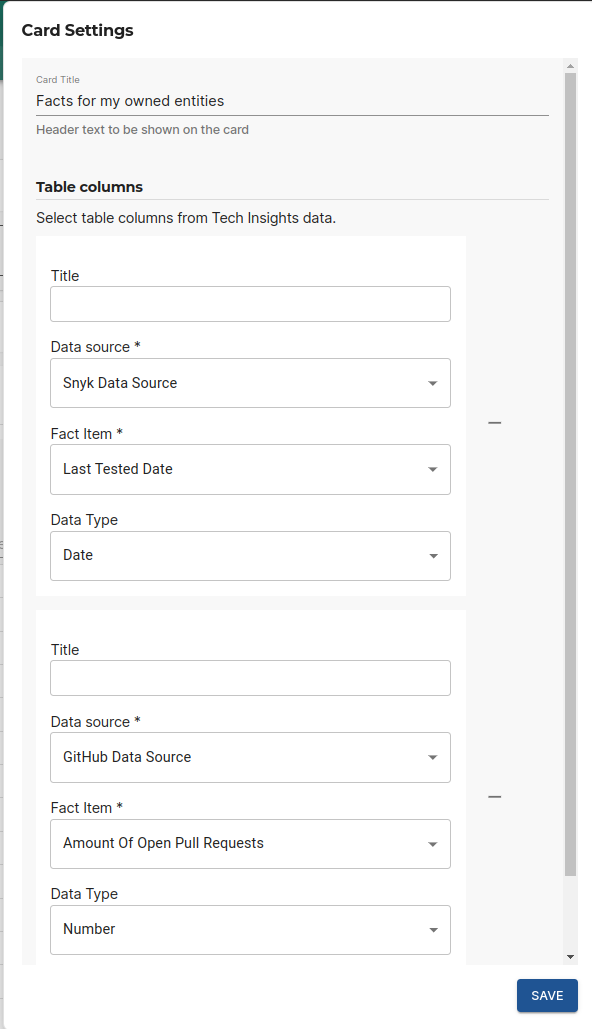 Card Settings
Card Title
Facts for my owned entities
Header text to be shown on the card
Table columns
Select table columns from Tech Insights data.
Title
Data source *
Snyk Data Source
Fact Item *
Last Tested Date
Data Type
Date
Title
Data source *
GitHub Data Source
Fact Item *
Amount Of Open Pull Requests
Data Type
Number
SAVE